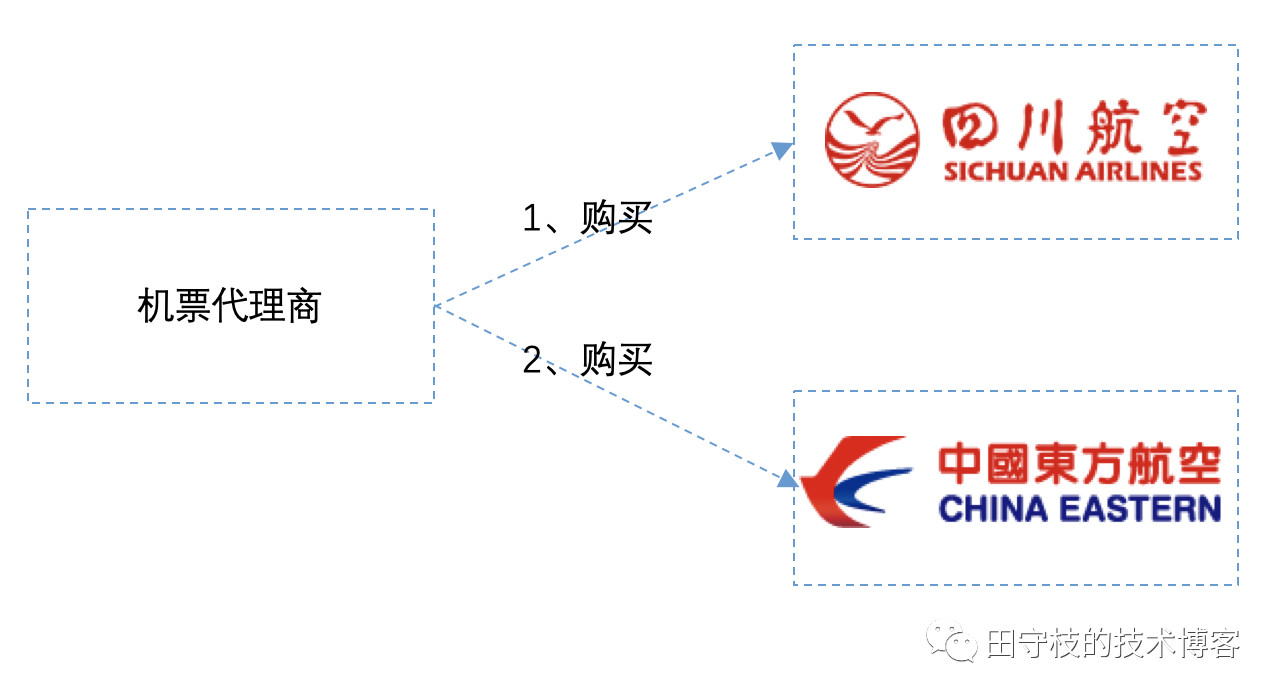 四川航空
SICHUAN AIRLINES
1、购买
机票代理商
2、购买
中國東方航空
CHINA EASTERN
田守枝的技术博客